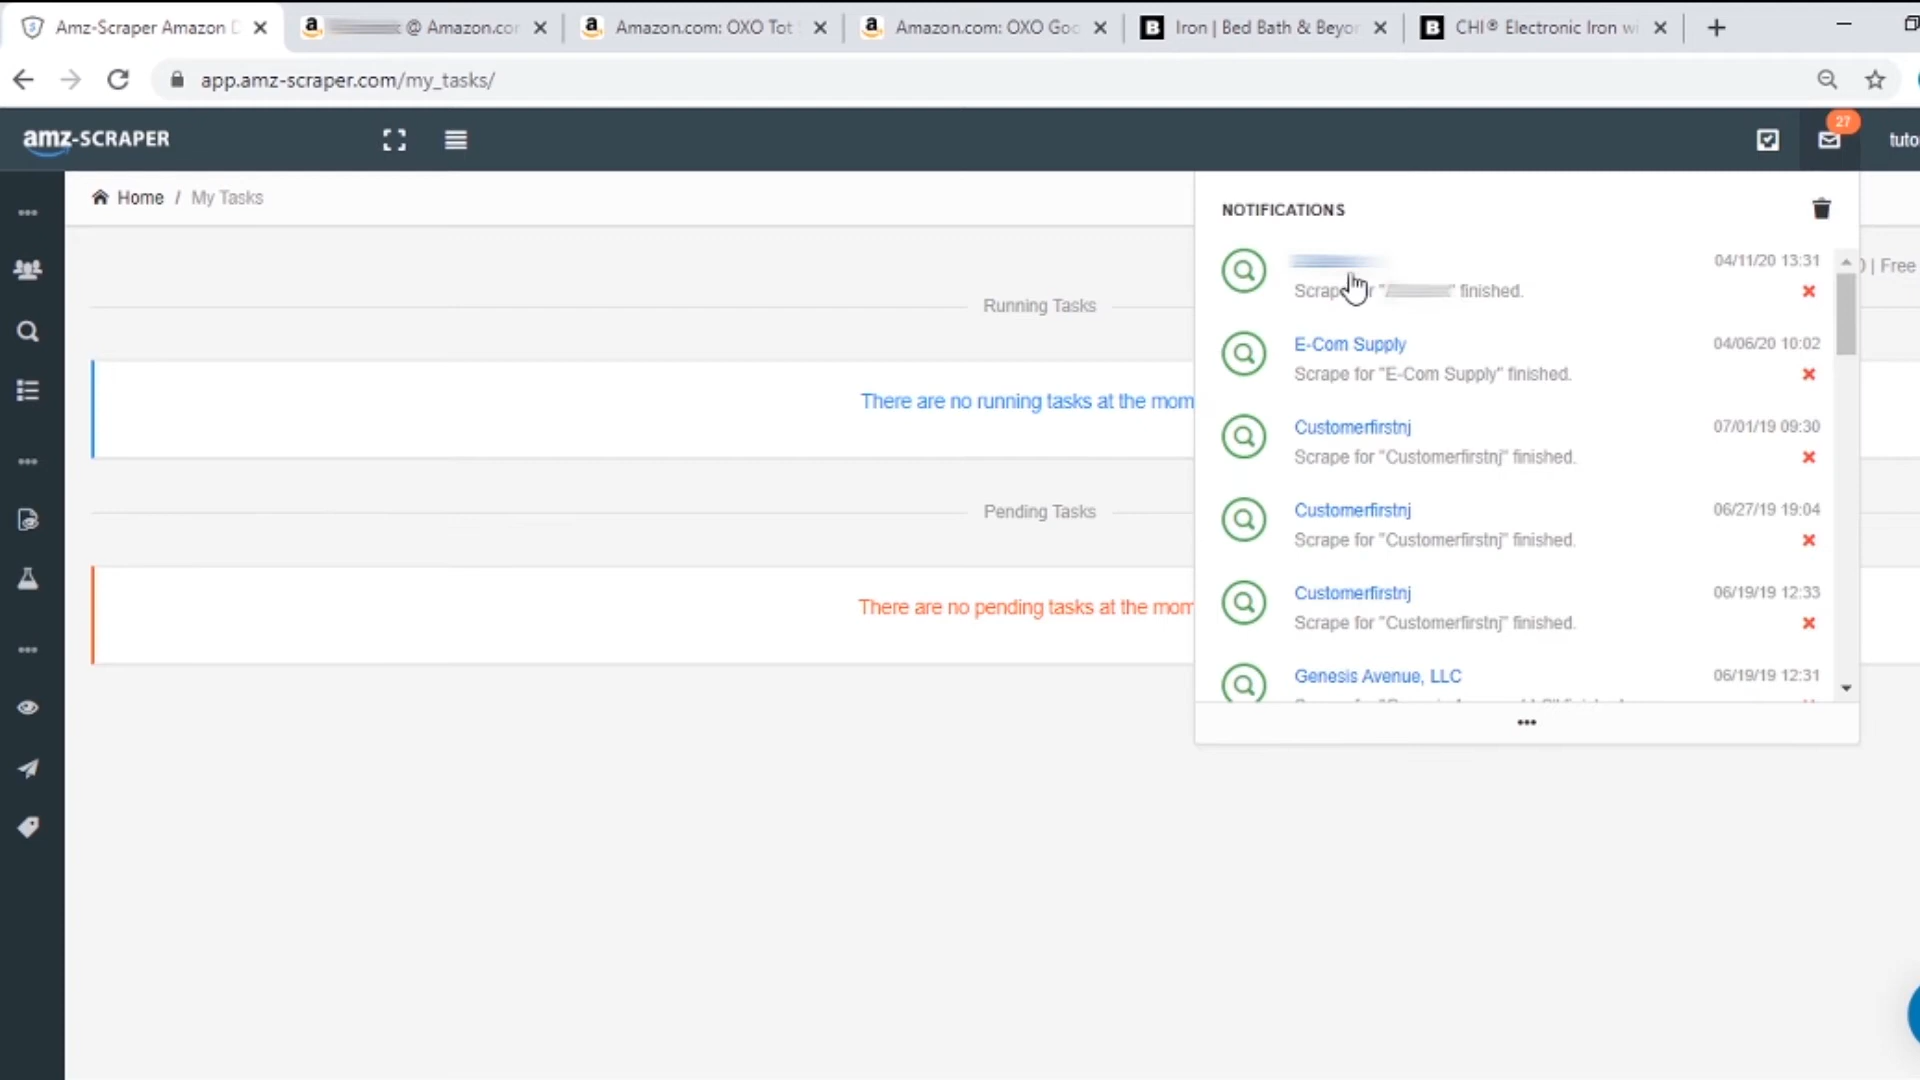 Amz-Scraper Amazon D
@ Amazon.cor
Amazon.com: OXO Tot
Amazon.com: OXO Goo
Iron | Bed Bath & Beyor
CHI® Electronic Iron wi
app.amz-scraper.com/my_tasks/
amz-SCRAPER
27
tuto
Home / My Tasks
| Free
NOTIFICATIONS
04/11/20 13:31
Scrape for "" finished.
E-Com Supply
04/06/20 10:02
Scrape for "E-Com Supply" finished.
Customerfirstnj
07/01/19 09:30
Scrape for "Customerfirstnj" finished.
Customerfirstnj
06/27/19 19:04
Scrape for "Customerfirstnj" finished.
Customerfirstnj
06/19/19 12:33
Scrape for "Customerfirstnj" finished.
Genesis Avenue, LLC
06/19/19 12:31
Running Tasks
There are no running tasks at the mom
Pending Tasks
There are no pending tasks at the mom